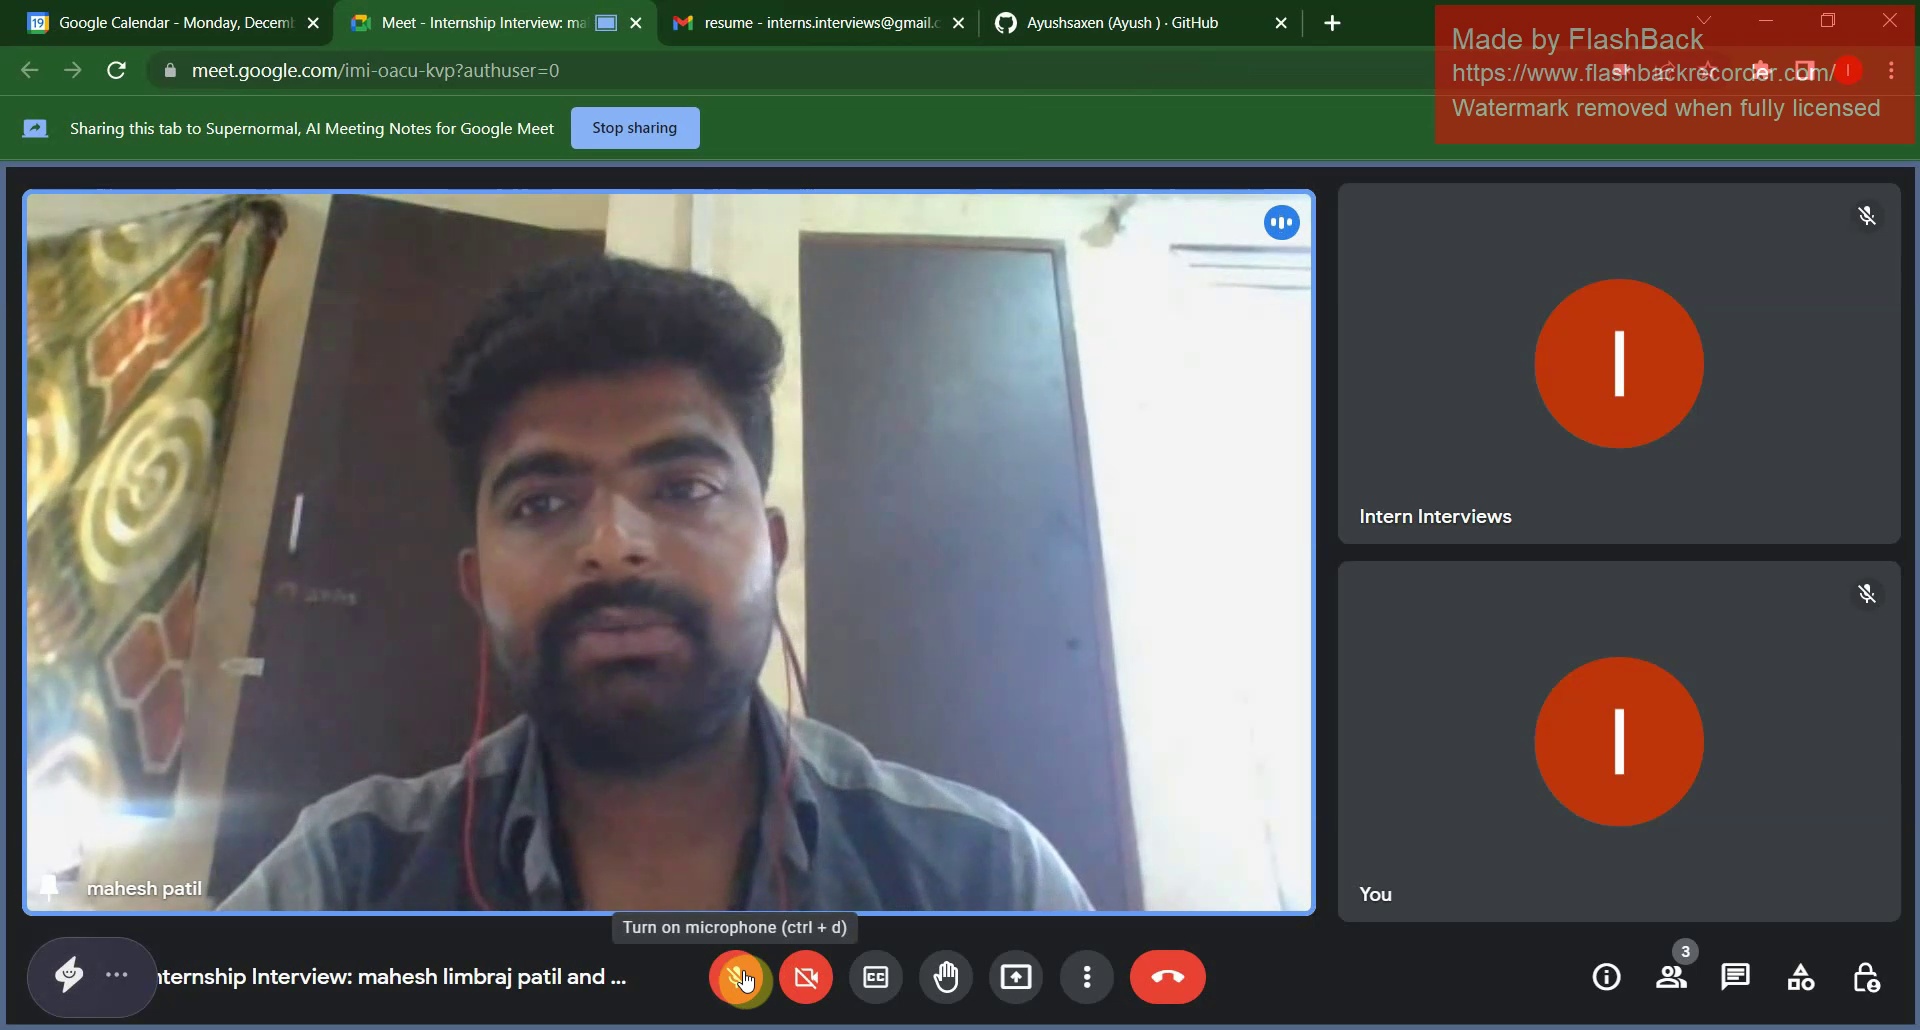 19
Google Calendar - Monday, Decem
Meet - Internship Interview: ma
resume - interns.interviews@gmail.c
Ayushsaxen (Ayush ) · GitHub
Made by FlashBack
https://www.flashbackrecorder.com/
Watermark removed when fully licensed
meet.google.com/imi-oacu-kvp?authuser=0
I
Sharing this tab to Supernormal, AI Meeting Notes for Google Meet
Stop sharing
I
Intern Interviews
I
You
mahesh patil
Turn on microphone (ctrl + d)
nternship Interview: mahesh limbraj patil and ...
CC
3